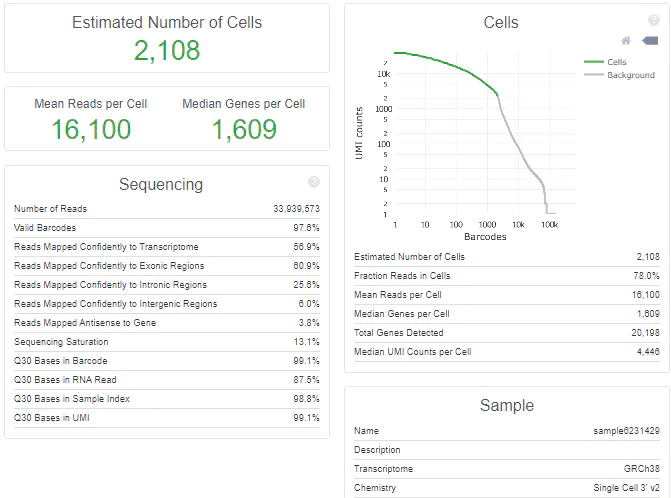 Estimated Number of Cells
2,108
Mean Reads per Cell
16,100
Median Genes per Cell
1,609
Sequencing ?
Number of Reads 33,939,573
Valid Barcodes 97.6%
Reads Mapped Confidently to Transcriptome 56.9%
Reads Mapped Confidently to Exonic Regions 60.9%
Reads Mapped Confidently to Intronic Regions 25.6%
Reads Mapped Confidently to Intergenic Regions 6.0%
Reads Mapped Antisense to Gene 3.8%
Sequencing Saturation 13.1%
Q30 Bases in Barcode 99.1%
Q30 Bases in RNA Read 87.5%
Q30 Bases in Sample Index 98.8%
Q30 Bases in UMI 99.1%
Cells ?
Cells
Background
UMI counts
2
10k
5
2
1000
5
2
100
5
2
10
5
2
1
1 10 100 1000 10k 100k
Barcodes
Estimated Number of Cells 2,108
Fraction Reads in Cells 78.0%
Mean Reads per Cell 16,100
Median Genes per Cell 1,609
Total Genes Detected 20,198
Median UMI Counts per Cell 4,446
Sample
Name sample6231429
Description
Transcriptome GRCh38
Chemistry Single Cell 3' v2